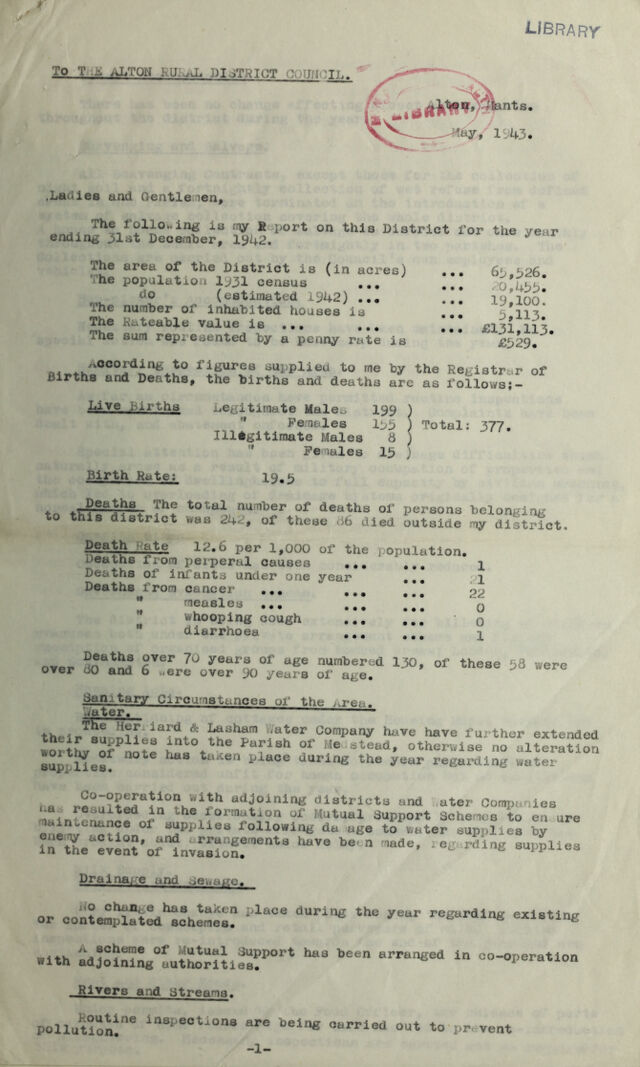 LIBRARY
To THE ALTON RURAL DISTRICT COUNCIL.
LIBRARY
Alton, Hants.
May, 1943.
Ladies and Gentlemen,
The following is my Report on this District for the year
ending 31st December, 1942.
The area of the District is (in acres) ... 65,526.
The population 1931 census ... ... 20,455.
do (estimated 1942) ... ... 19,100.
The number of inhabited houses is ... 5,113.
The Rateable value is ... ... ... £131,113.
The sum represented by a penny rate is £529.
According to figures supplied to me by the Registrar of
Births and Deaths, the births and deaths are as follows;-
Live Births Legitimate Males 199 )
" Females 155 ) Total: 377.
Illegitimate Males 8 )
" Females 15 )
Birth Rate: 19.5
Deaths The total number of deaths of persons belonging
to this district was 242, of these 86 died outside my district.
Death Rate 12.6 per 1,000 of the population.
Deaths from perperal causes ... ... 1
Deaths of infants under one year ... 21
Deaths from cancer ... ... ... 22
" measles ... ... ... 0
" whooping cough ... ... 0
" diarrhoea ... ... 1
Deaths over 70 years of age numbered 130, of these 58 were
over 80 and 6 were over 90 years of age.
Sanitary Circumstances of the Area.
Water.
The Herriard & Lasham Water Company have have further extended
their supplies into the Parish of Medstead, otherwise no alteration
worthy of note has taken place during the year regarding water
supplies.
Co-operation with adjoining districts and Water Companies
has resulted in the formation of Mutual Support Schemes to ensure
maintenance of supplies following damage to water supplies by
enemy action, and arrangements have been made, regarding supplies
in the event of invasion.
Drainage and Sewage.
No change has taken place during the year regarding existing
or contemplated schemes.
A scheme of Mutual Support has been arranged in co-operation
with adjoining authorities.
Rivers and Streams.
Routine inspections are being carried out to prevent
pollution.
-1-